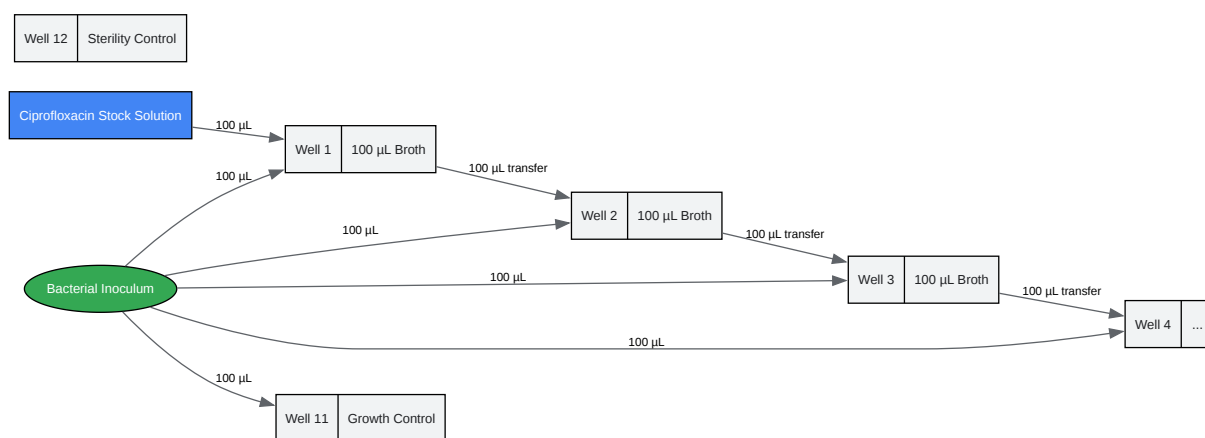 Well 12 Sterility Control
Ciprofloxacin Stock Solution
100 µL
Well 1 100 µL Broth
100 µL transfer
100 µL
Well 2 100 µL Broth
100 µL
100 µL transfer
Bacterial Inoculum
100 µL
Well 3 100 µL Broth
100 µL transfer
Well 4 ...
100 µL
100 µL
Well 11 Growth Control